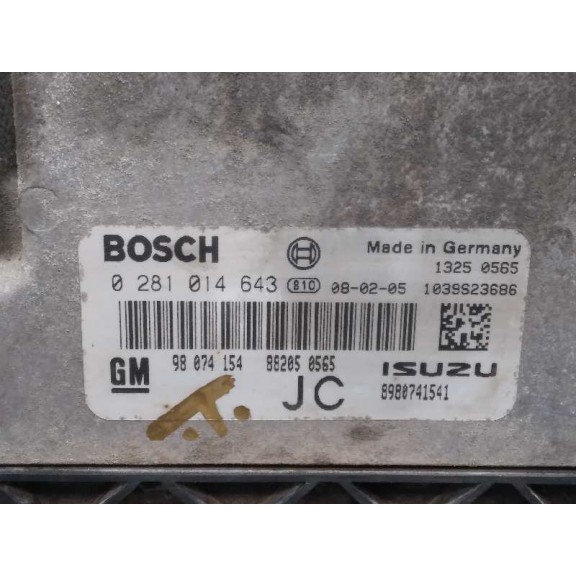 BOSCH Made in Germany
1325 0565
0 281 014 643 810 08-02-05 1039S23686
GM 98 074 154 88205 0565 ISUZU
JC 8980741541